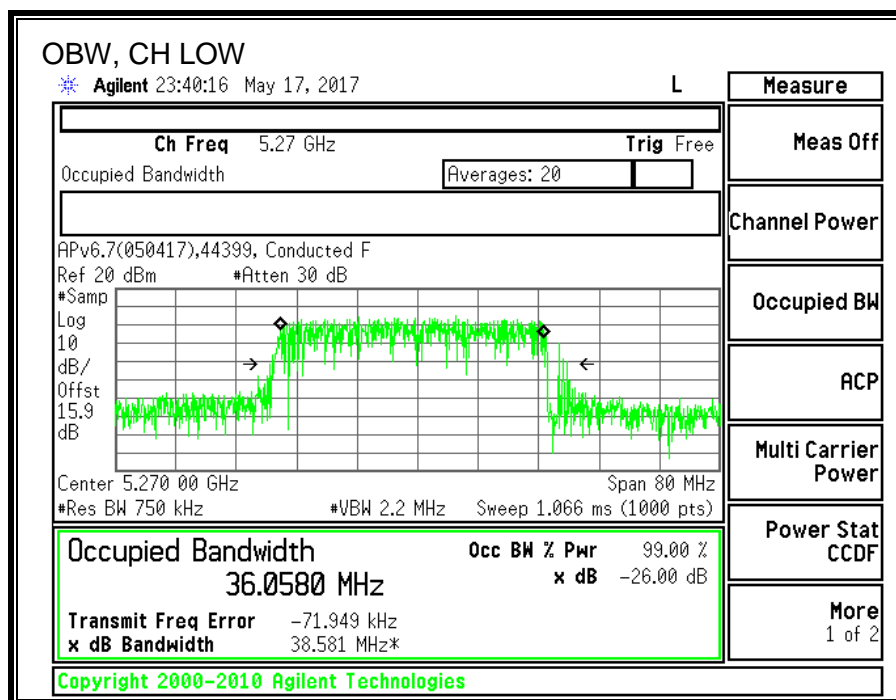 OBW, CH LOW
Agilent 23:40:16 May 17, 2017 L
Measure
Ch Freq 5.27 GHz Trig Free
Meas Off
Occupied Bandwidth Averages: 20
Channel Power
APv6.7(050417),44399, Conducted F
Ref 20 dBm #Atten 30 dB
#Samp
Log
10
dB/
Offst
15.9
dB
Occupied BW
ACP
Multi Carrier
Power
Center 5.270 00 GHz Span 80 MHz
#Res BW 750 kHz #VBW 2.2 MHz Sweep 1.066 ms (1000 pts)
Power Stat
CCDF
Occupied Bandwidth Occ BW % Pwr 99.00 %
36.0580 MHz x dB -26.00 dB
Transmit Freq Error -71.949 kHz
x dB Bandwidth 38.581 MHz*
More
1 of 2
Copyright 2000-2010 Agilent Technologies